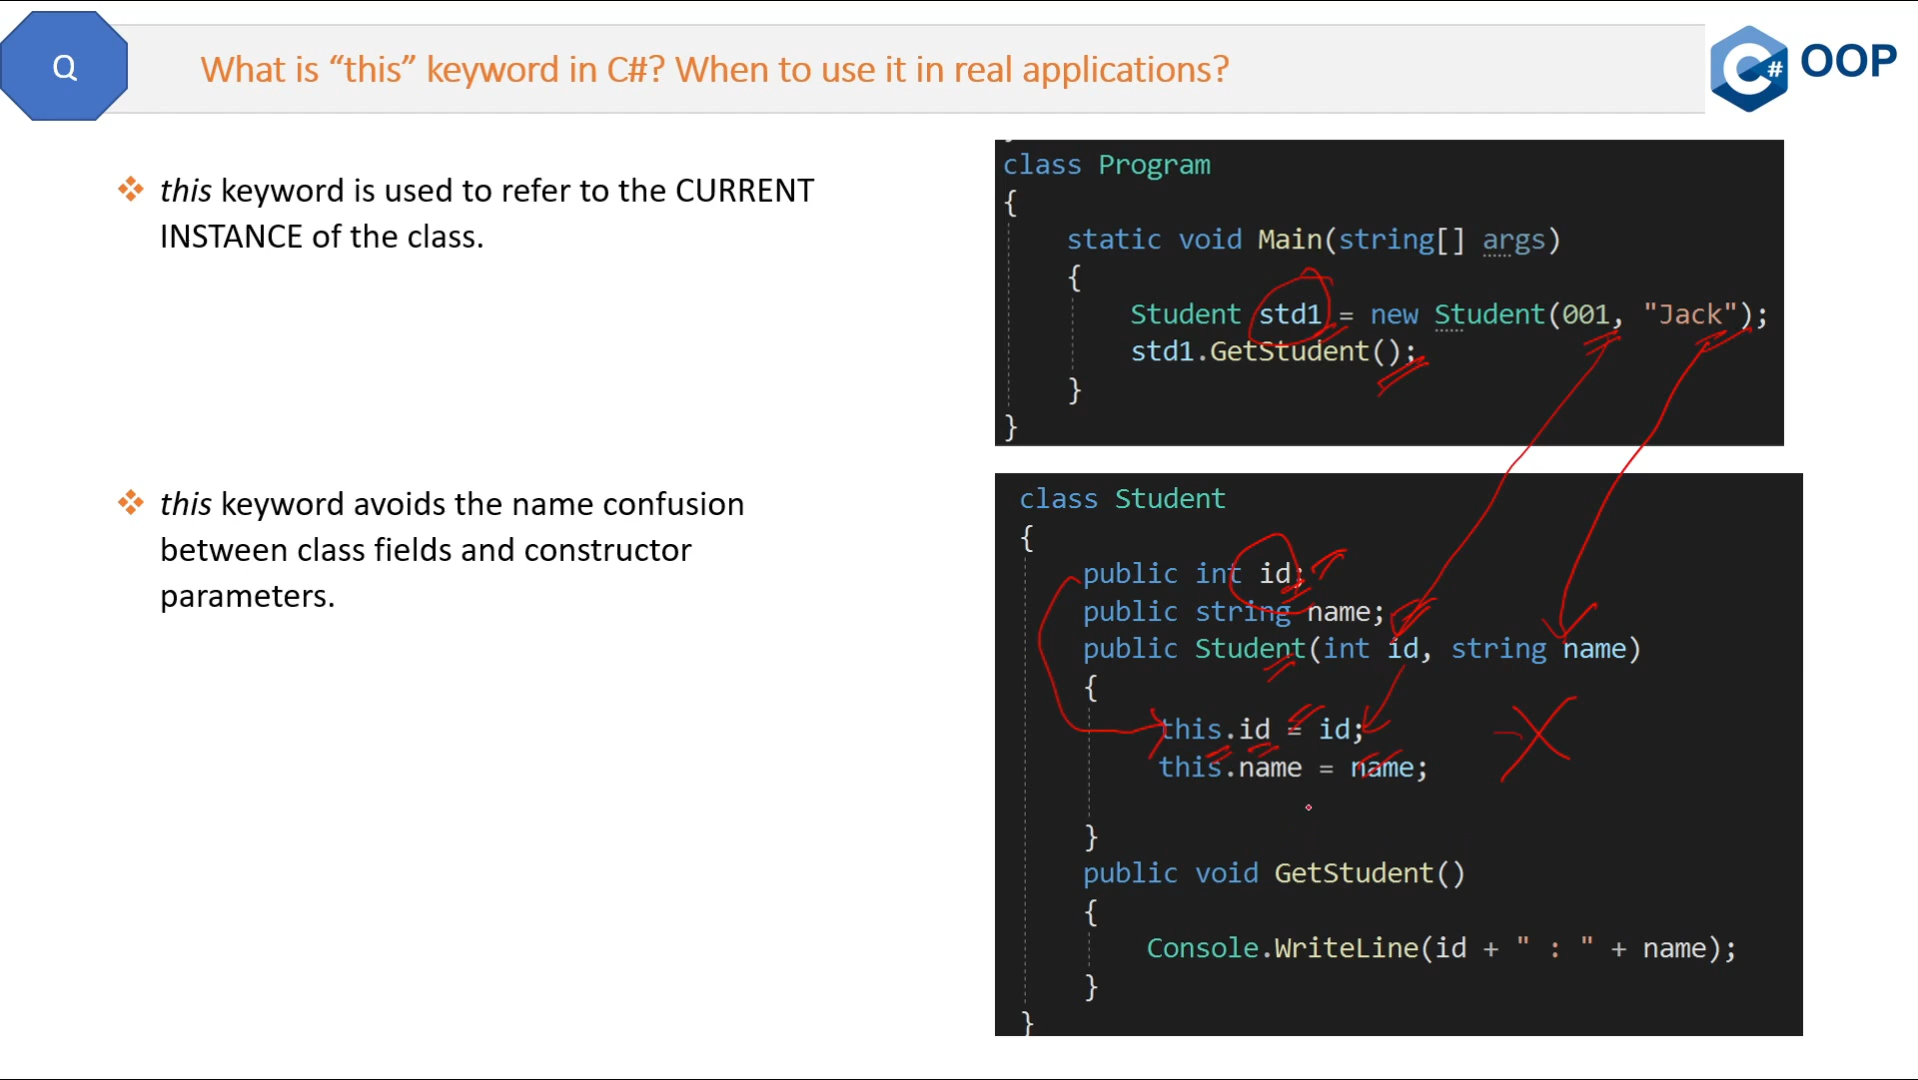 Q
What is “this” keyword in C#? When to use it in real applications?
C# OOP
this keyword is used to refer to the CURRENT
INSTANCE of the class.
this keyword avoids the name confusion
between class fields and constructor
parameters.
class Program
{
static void Main(string[] args)
{
Student std1 = new Student(001, "Jack");
std1.GetStudent();
}
}
class Student
{
public int id;
public string name;
public Student(int id, string name)
{
this.id = id;
this.name = name;
}
public void GetStudent()
{
Console.WriteLine(id + " : " + name);
}
}